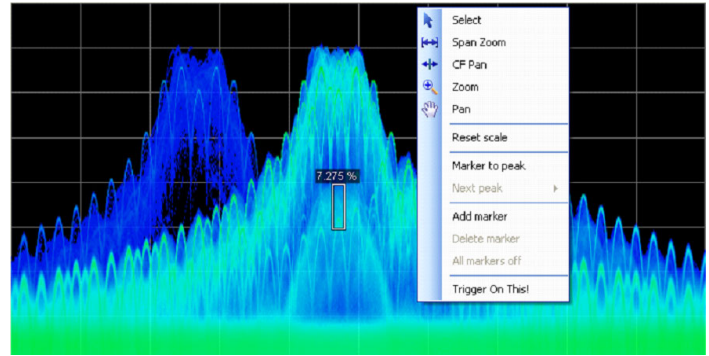 Select
Span Zoom
CF Pan
Zoom
Pan
Reset scale
Marker to peak
7.275 %
Next peak
Add marker
Delete marker
All markers off
Trigger On This!